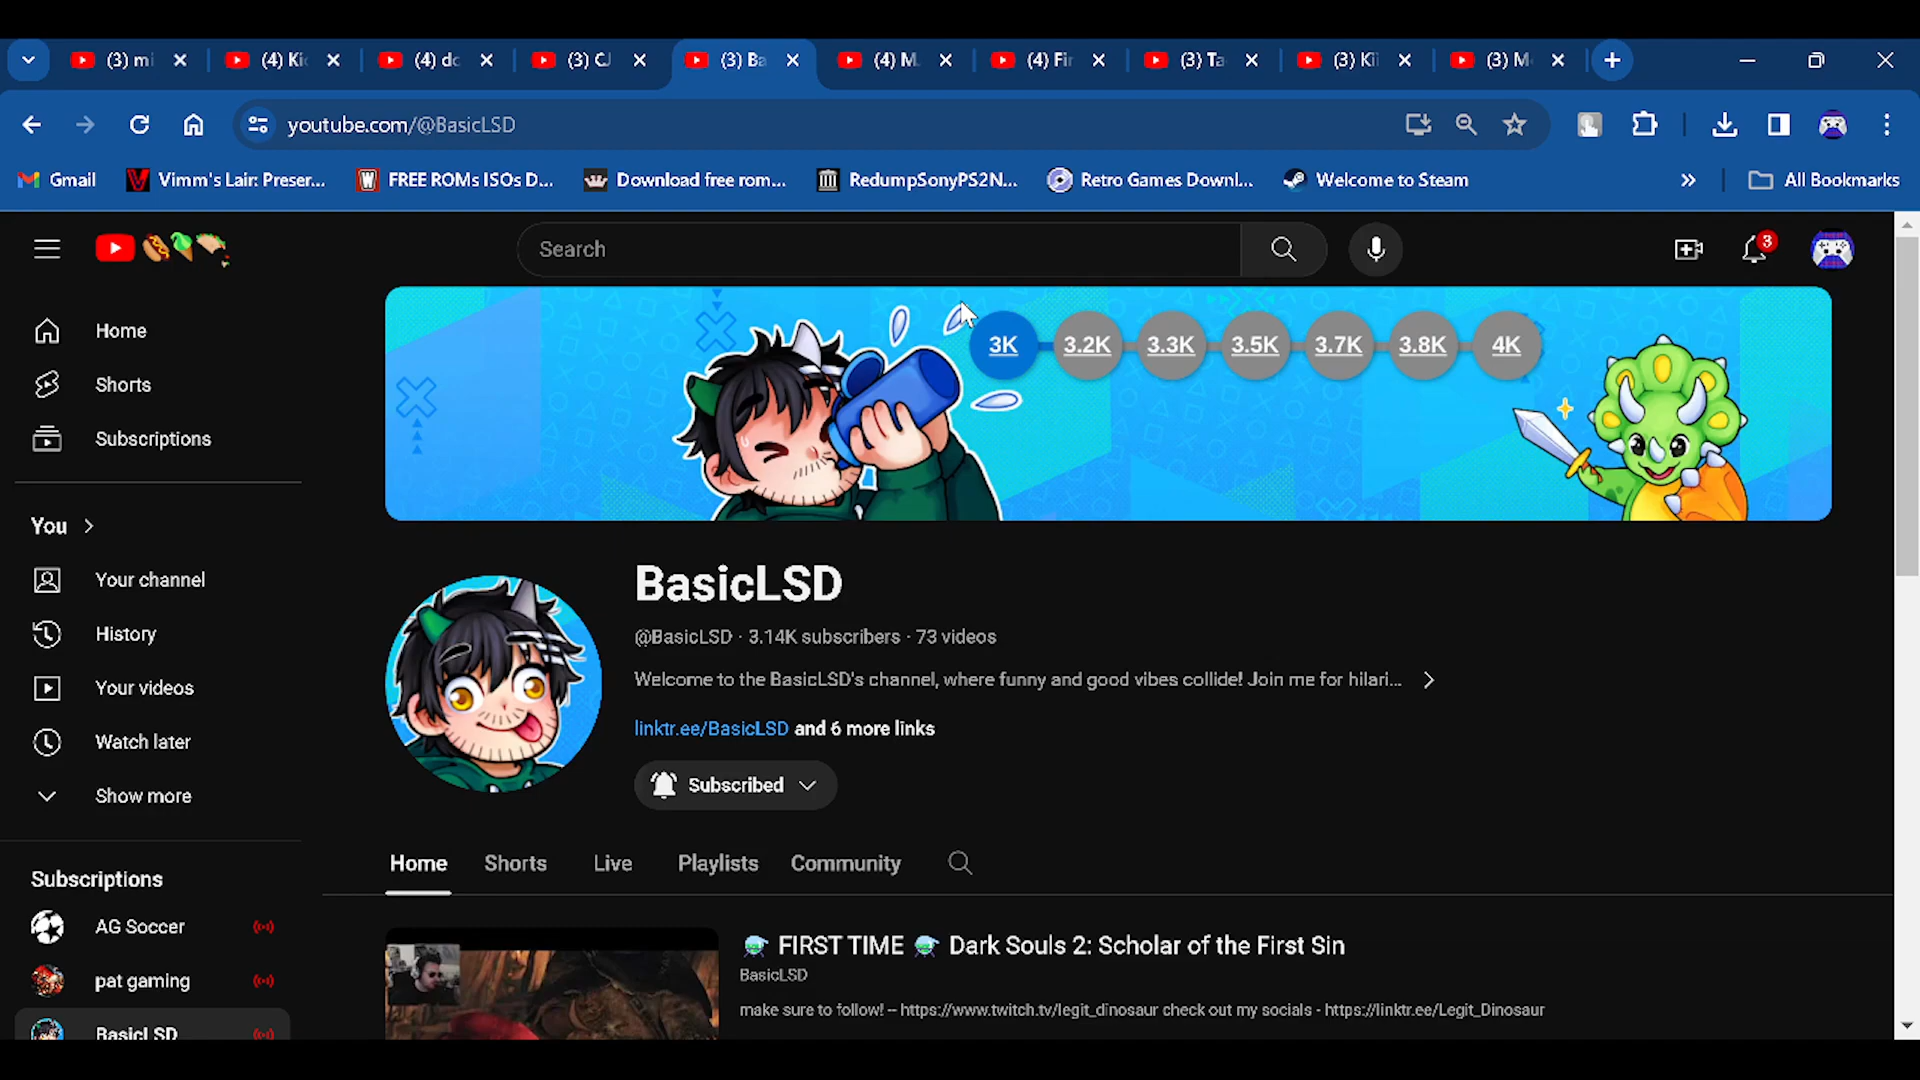 (3) mi
(4) Kic
(4) dc
(3) CJ
(3) Ba
(4) M
(4) Fir
(3) Ta
(3) Kii
(3) M
youtube.com/@BasicLSD
Gmail
Vimm's Lair: Preser...
FREE ROMs ISOs D...
Download free rom...
RedumpSonyPS2N...
Retro Games Downl...
Welcome to Steam
All Bookmarks
Search
3
3K
3.2K
3.3K
3.5K
3.7K
3.8K
4K
Home
Shorts
Subscriptions
You
Your channel
History
Your videos
Watch later
Show more
Subscriptions
AG Soccer
pat gaming
BasicLSD
BasicLSD
@BasicLSD · 3.14K subscribers · 73 videos
Welcome to the BasicLSD's channel, where funny and good vibes collide! Join me for hilari...
linktr.ee/BasicLSD and 6 more links
Subscribed
Home
Shorts
Live
Playlists
Community
FIRST TIME Dark Souls 2: Scholar of the First Sin
BasicLSD
make sure to follow! -- https://www.twitch.tv/legit_dinosaur check out my socials - https://linktr.ee/Legit_Dinosaur